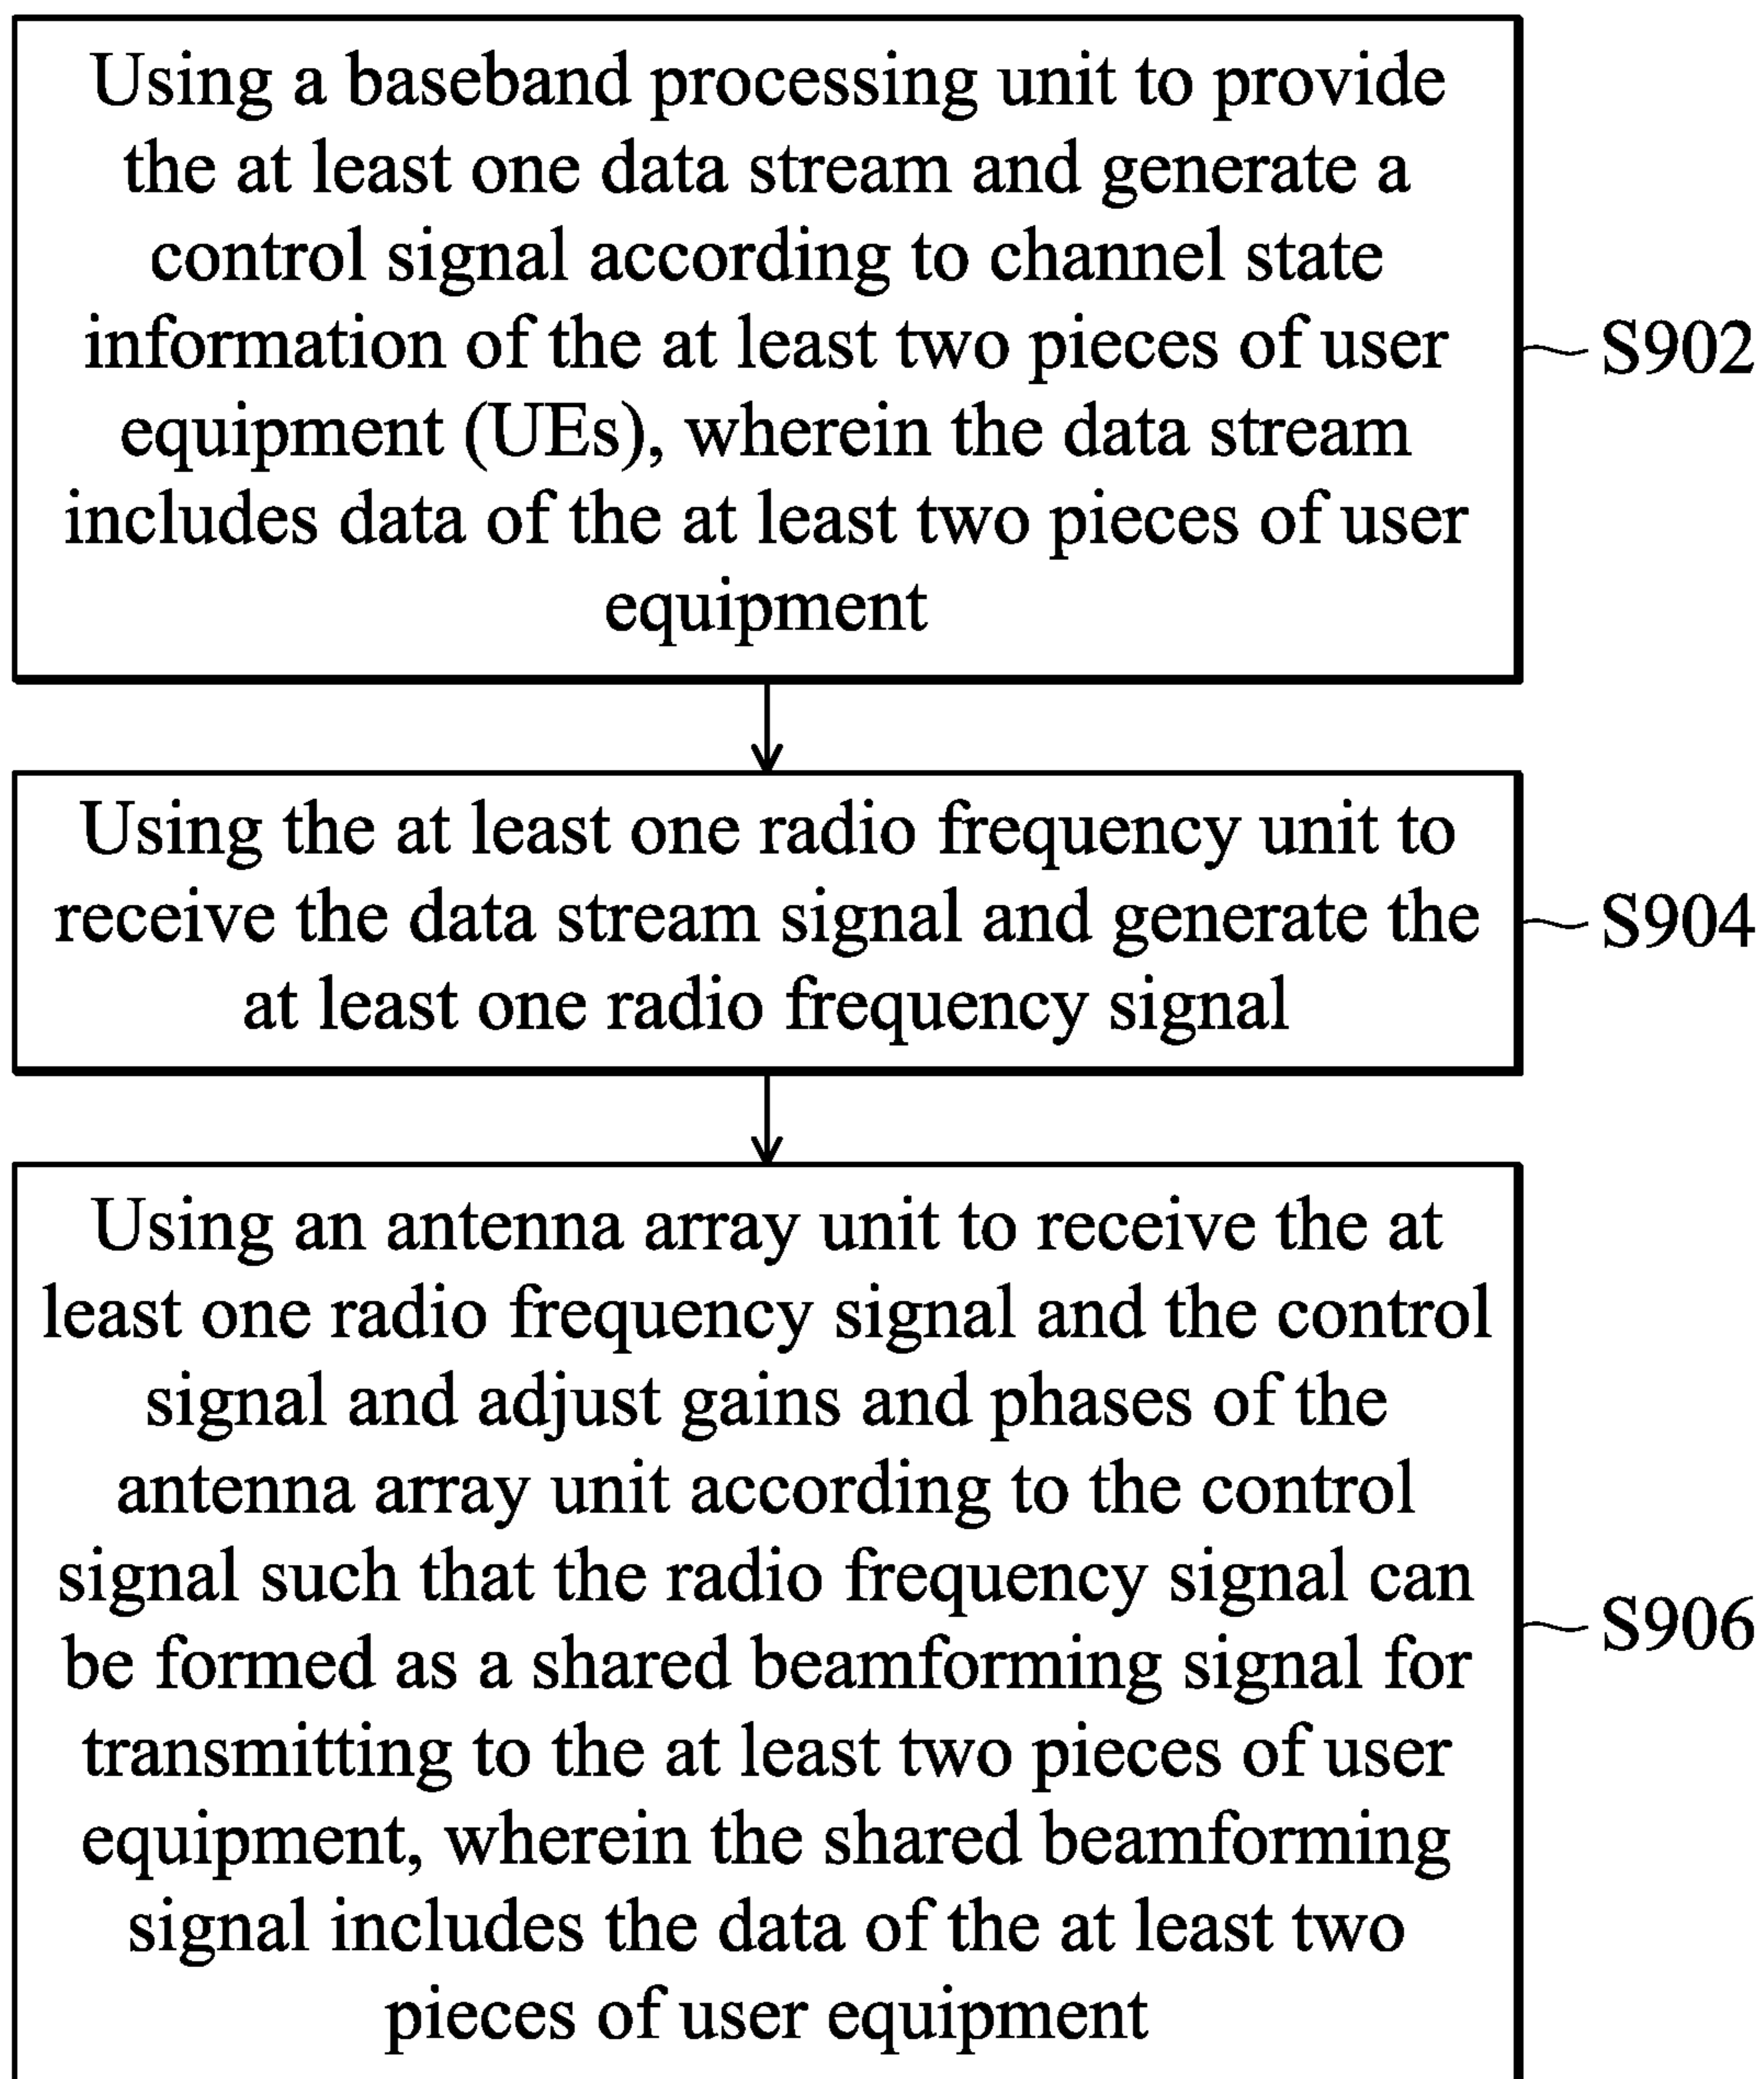 Using a baseband processing unit to provide
the at least one data stream and generate a
control signal according to channel state
information of the at least two pieces of user
equipment (UEs), wherein the data stream
includes data of the at least two pieces of user
equipment
S902
Using the at least one radio frequency unit to
receive the data stream signal and generate the
at least one radio frequency signal
S904
Using an antenna array unit to receive the at
least one radio frequency signal and the control
signal and adjust gains and phases of the
antenna array unit according to the control
signal such that the radio frequency signal can
be formed as a shared beamforming signal for
transmitting to the at least two pieces of user
equipment, wherein the shared beamforming
signal includes the data of the at least two
pieces of user equipment
S906